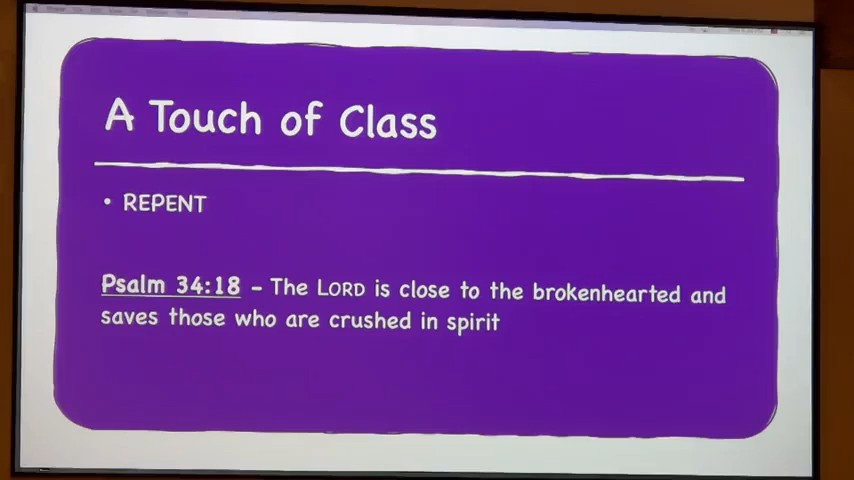 A Touch of Class
• REPENT
Psalm 34:18 – The LORD is close to the brokenhearted and
saves those who are crushed in spirit